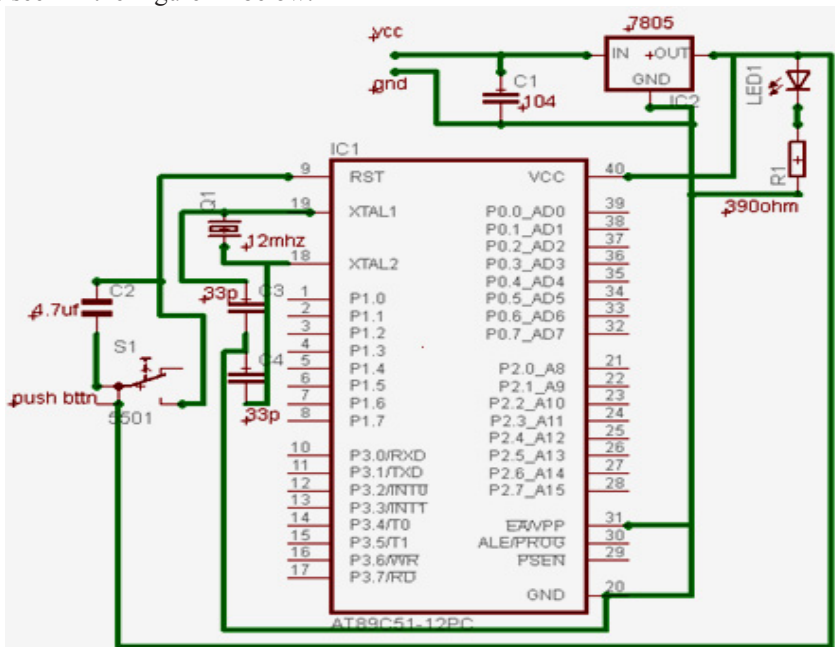 see in the figure 1 below.
7805
vcc
IN +OUT
gnd
GND
C1
104
IC2
LED1
R1
390ohm
IC1
9 RST
VCC 40
Q1
19 XTAL1
P0.0_AD0 39
P0.1_AD1 38
12mhz
P0.2_AD2 37
18 XTAL2
P0.3_AD3 36
P0.4_AD4 35
C2
33p
C3
1 P1.0
P0.5_AD5 34
4.7uf
2 P1.1
P0.6_AD6 33
3 P1.2
P0.7_AD7 32
S1
4 P1.3
C4
5 P1.4
P2.0_A8 21
6 P1.5
P2.1_A9 22
push bttn
7 P1.6
P2.2_A10 23
5501
33p
8 P1.7
P2.3_A11 24
P2.4_A12 25
10 P3.0/RXD
P2.5_A13 26
11 P3.1/TXD
P2.6_A14 27
12 P3.2/INT0
P2.7_A15 28
13 P3.3/INT1
14 P3.4/T0
EA/VPP 31
15 P3.5/T1
ALE/PROG 30
16 P3.6/WR
PSEN 29
17 P3.7/RD
GND 20
AT89C51-12PC